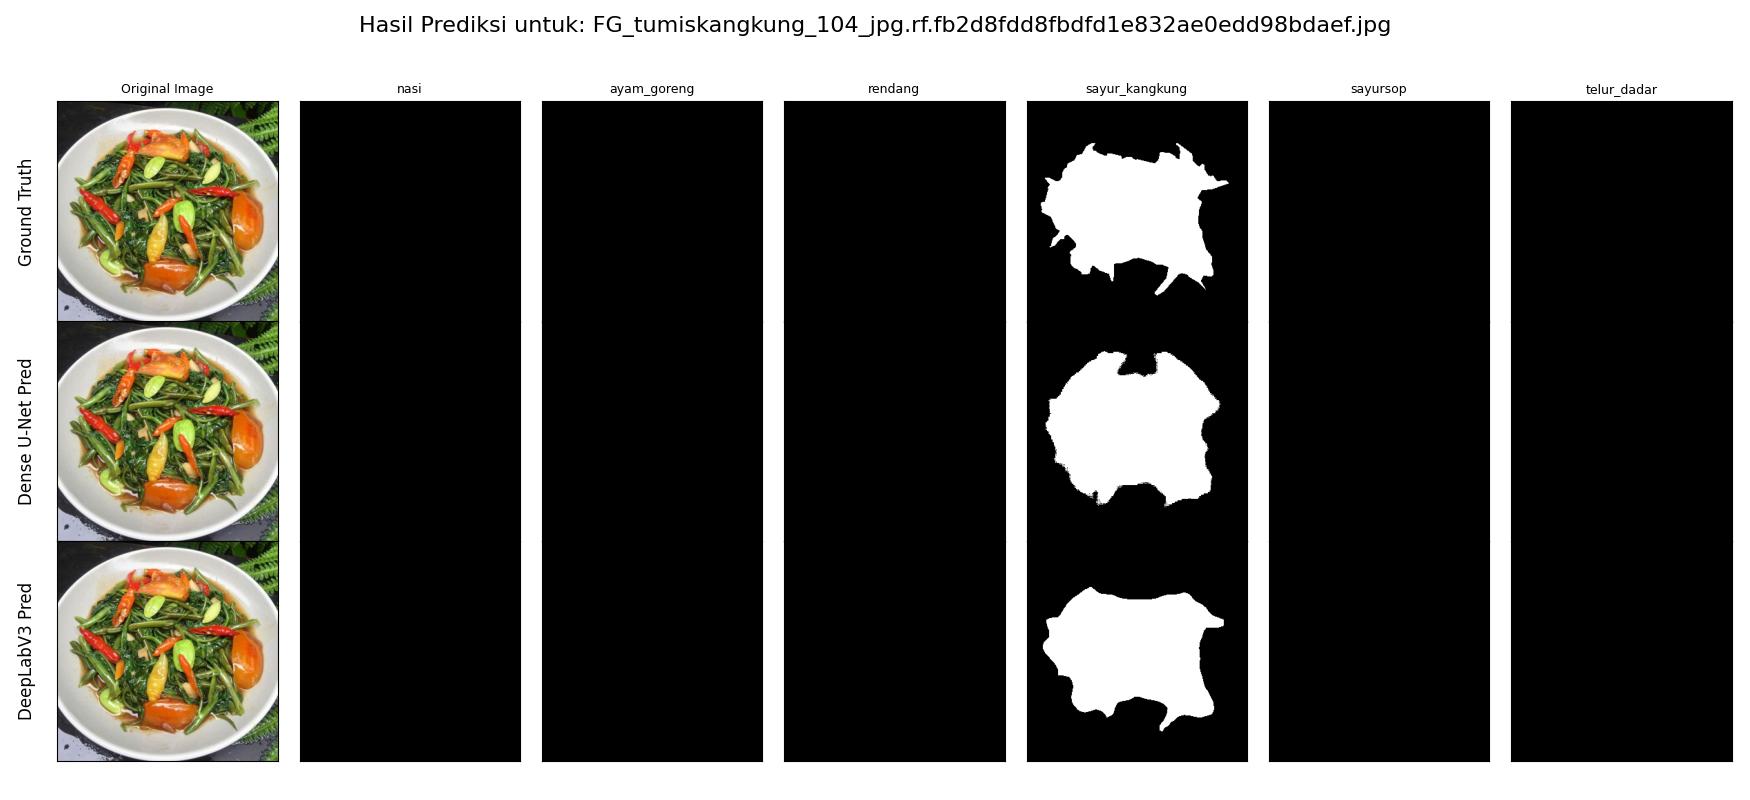 Hasil Prediksi untuk: FG_tumiskangkung_104_jpg.rf.fb2d8fdd8fbdfd1e832ae0edd98bdaef.jpg
Original Image
nasi
ayam_goreng
rendang
sayur_kangkung
sayursop
telur_dadar
Ground Truth
Dense U-Net Pred
DeepLabV3 Pred